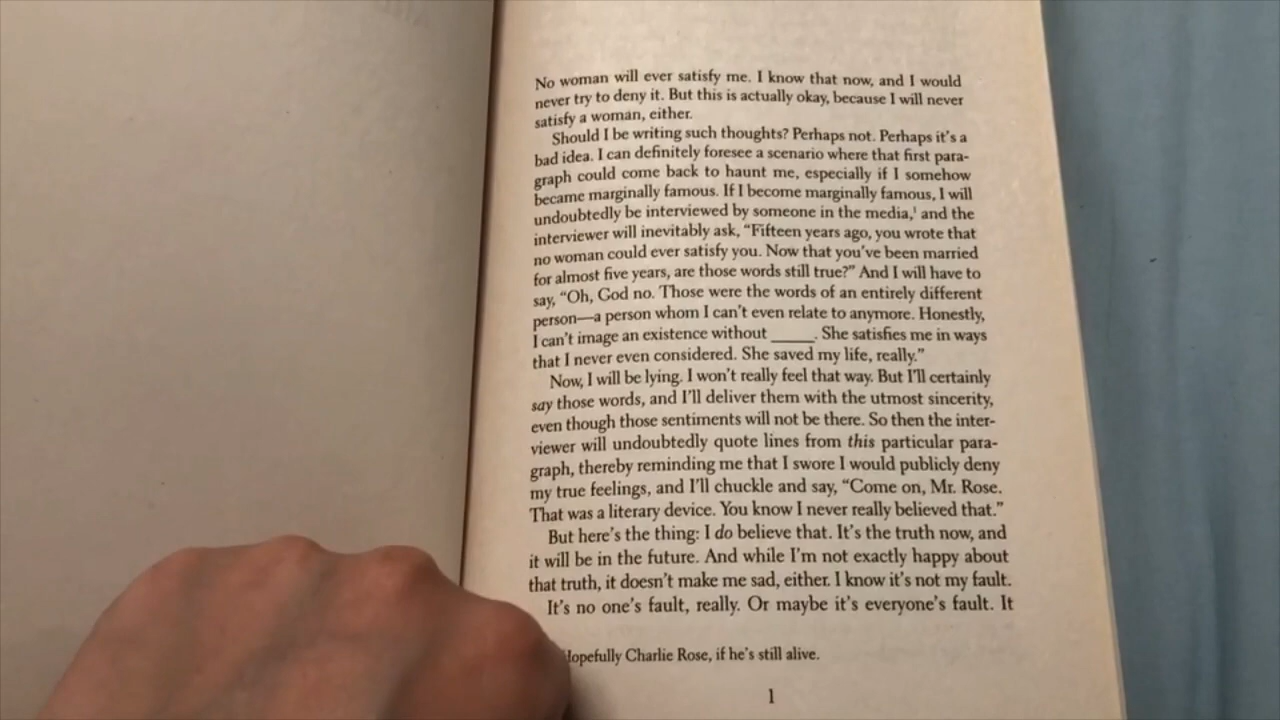 No woman will ever satisfy me. I know that now, and I would
never try to deny it. But this is actually okay, because I will never
satisfy a woman, either.
Should I be writing such thoughts? Perhaps not. Perhaps it's a
bad idea. I can definitely foresee a scenario where that first para-
graph could come back to haunt me, especially if I somehow
became marginally famous. If I become marginally famous, I will
undoubtedly be interviewed by someone in the media,¹ and the
interviewer will inevitably ask, “Fifteen years ago, you wrote that
no woman could ever satisfy you. Now that you've been married
for almost five years, are those words still true?” And I will have to
say, “Oh, God no. Those were the words of an entirely different
person—a person whom I can't even relate to anymore. Honestly,
I can't image an existence without _____. She satisfies me in ways
that I never even considered. She saved my life, really.”
Now, I will be lying. I won't really feel that way. But I'll certainly
say those words, and I'll deliver them with the utmost sincerity,
even though those sentiments will not be there. So then the inter-
viewer will undoubtedly quote lines from this particular para-
graph, thereby reminding me that I swore I would publicly deny
my true feelings, and I'll chuckle and say, “Come on, Mr. Rose.
That was a literary device. You know I never really believed that.”
But here's the thing: I do believe that. It's the truth now, and
it will be in the future. And while I'm not exactly happy about
that truth, it doesn't make me sad, either. I know it's not my fault.
It's no one's fault, really. Or maybe it's everyone's fault. It
Hopefully Charlie Rose, if he's still alive.
1